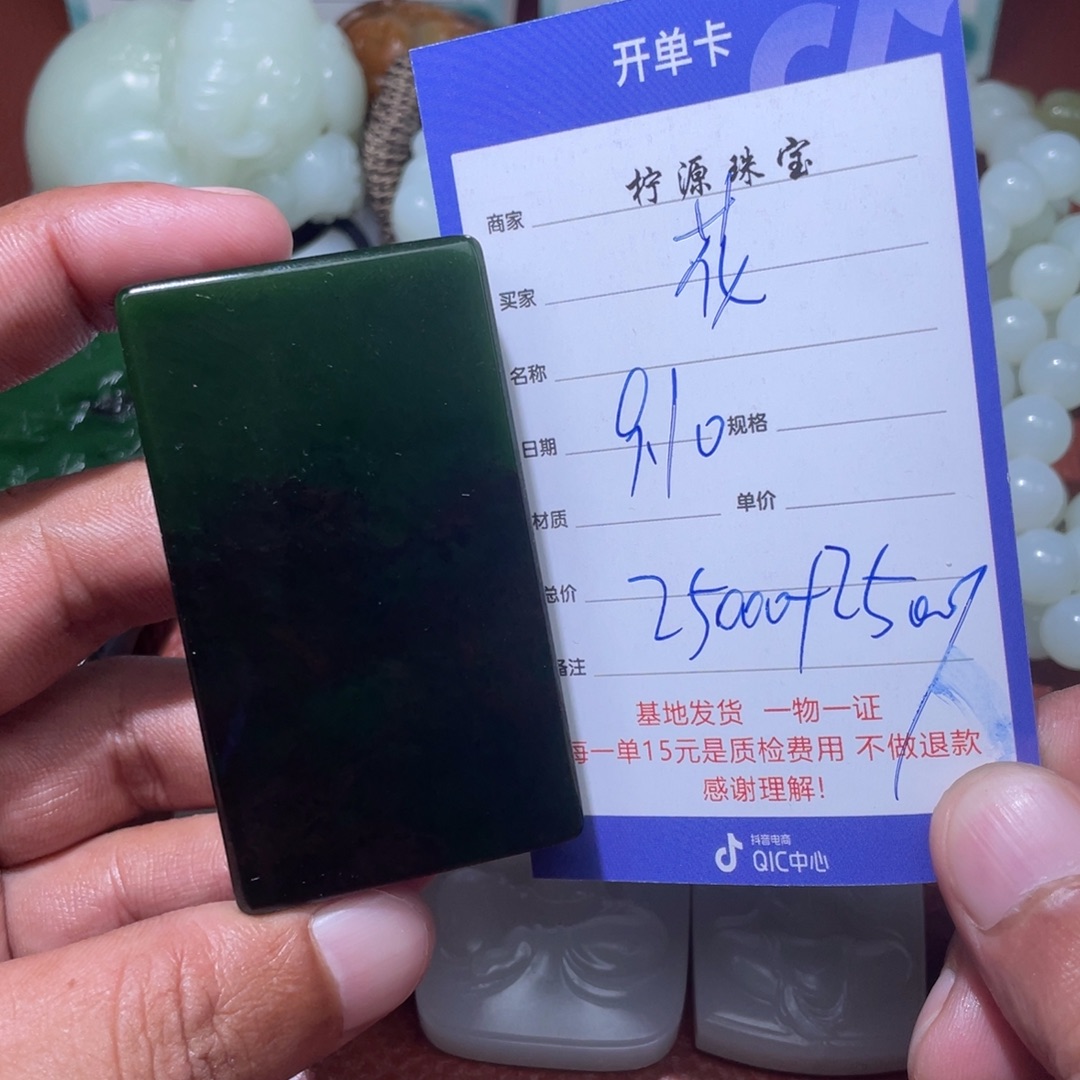 开单卡
柠源珠宝
商家
买家 花
名称
日期 9.10 规格
材质 单价
总价 25000+2500
备注
基地发货 一物一证
每一单15元是质检费用 不做退款
感谢理解!
抖音电商
QIC中心